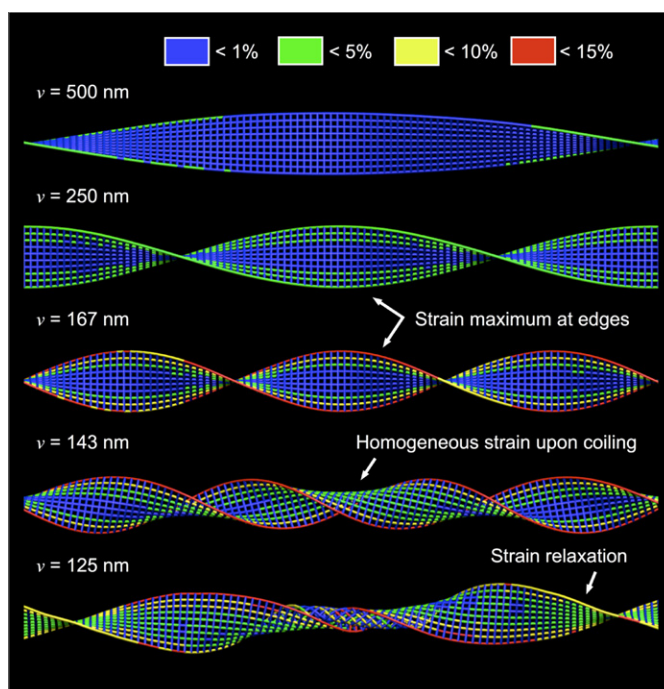 < 1% < 5% < 10% < 15%
v = 500 nm
v = 250 nm
v = 167 nm
Strain maximum at edges
v = 143 nm
Homogeneous strain upon coiling
v = 125 nm
Strain relaxation